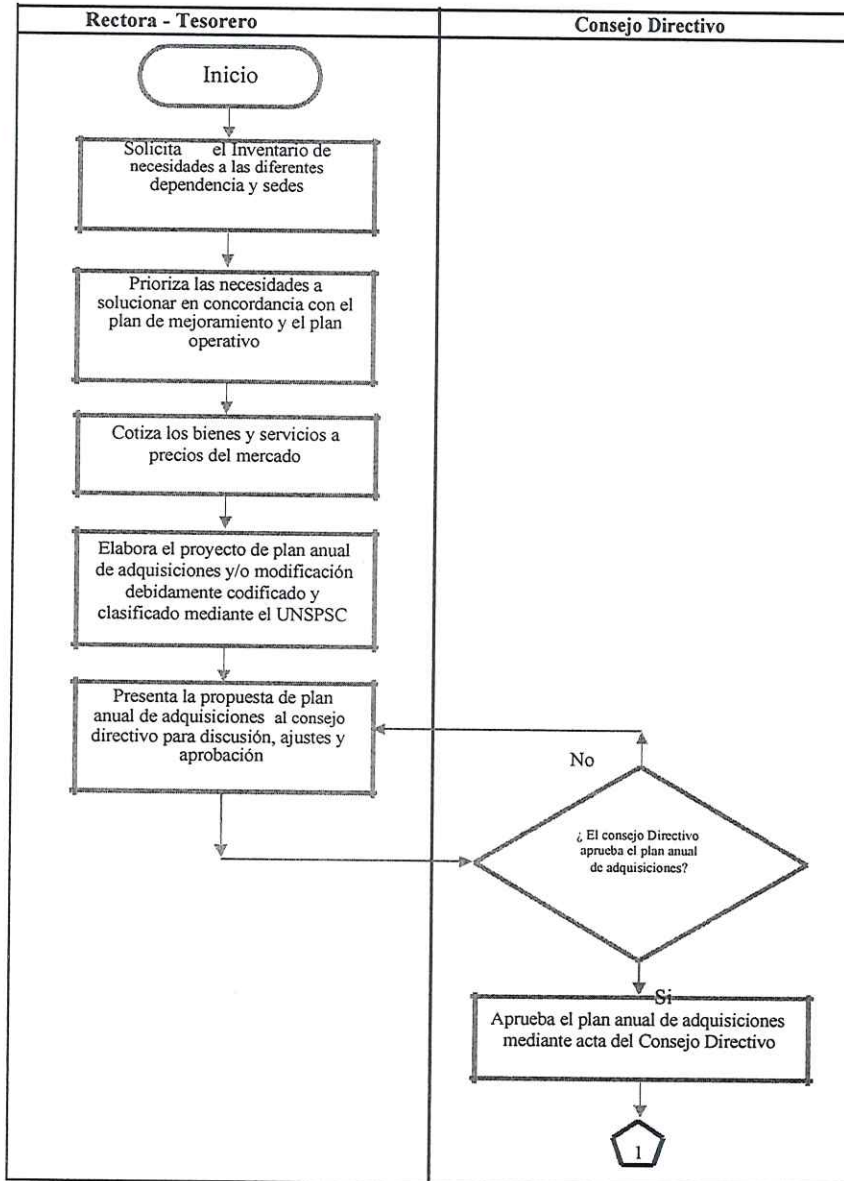 Rectora - Tesorero
Consejo Directivo
Inicio
Solicita el Inventario de
necesidades a las diferentes
dependencia y sedes
Prioriza las necesidades a
solucionar en concordancia con el
plan de mejoramiento y el plan
operativo
Cotiza los bienes y servicios a
precios del mercado
Elabora el proyecto de plan anual
de adquisiciones y/o modificación
debidamente codificado y
clasificado mediante el UNSPSC
Presenta la propuesta de plan
anual de adquisiciones al consejo
directivo para discusión, ajustes y
aprobación
No
¿ El consejo Directivo
aprueba el plan anual
de adquisiciones?
Si
Aprueba el plan anual de adquisiciones
mediante acta del Consejo Directivo
1